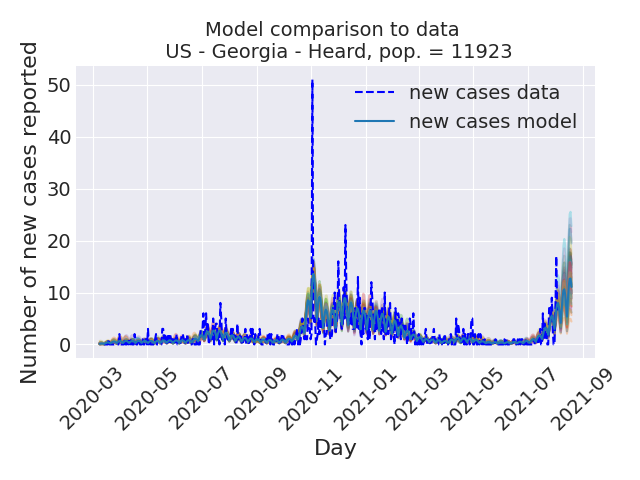 Model comparison to data
US - Georgia - Heard, pop. = 11923
Number of new cases reported
50
40
30
20
10
0
new cases data
new cases model
2020-03
2020-05
2020-07
2020-09
2020-11
2021-01
2021-03
2021-05
2021-07
2021-09
Day